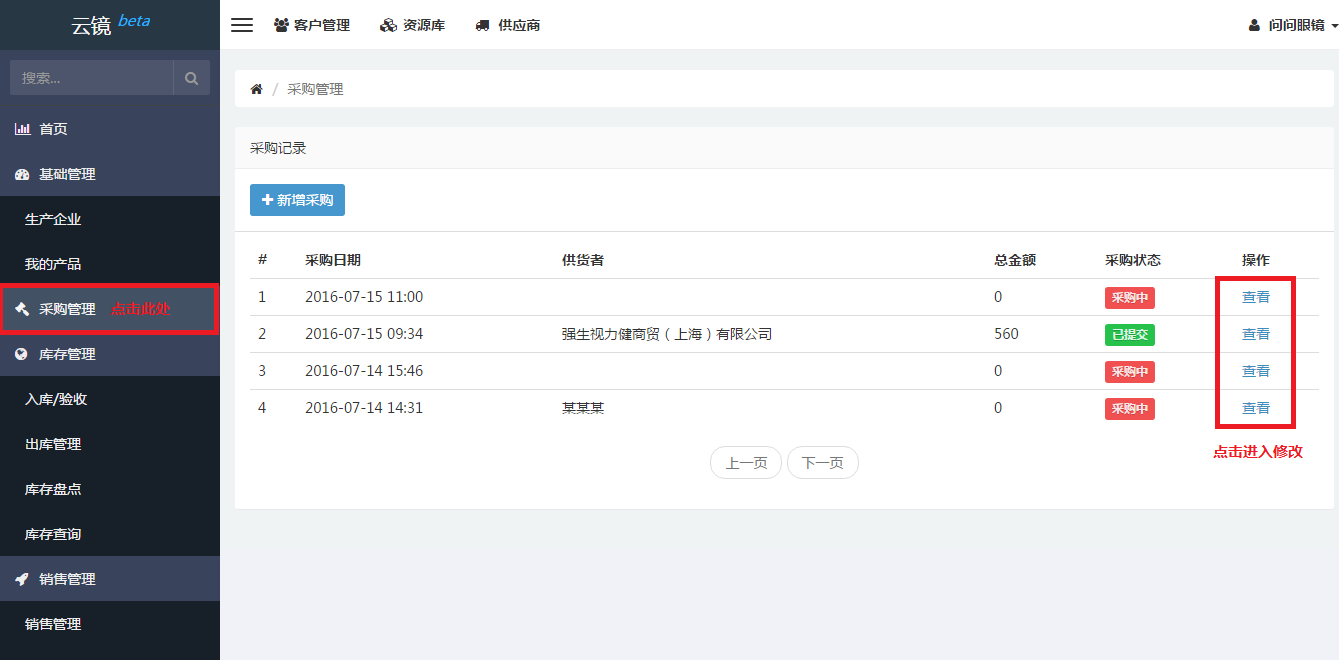 云镜 beta
客户管理 资源库 供应商 问问眼镜
搜索...
首页
基础管理
生产企业
我的产品
采购管理 点击此处
库存管理
入库/验收
出库管理
库存盘点
库存查询
销售管理
销售管理
/ 采购管理
采购记录
新增采购
# 采购日期 供货者 总金额 采购状态 操作
1 2016-07-15 11:00 0 采购中 查看
2 2016-07-15 09:34 强生视力健商贸（上海）有限公司 560 已提交 查看
3 2016-07-14 15:46 0 采购中 查看
4 2016-07-14 14:31 某某某 0 采购中 查看
点击进入修改
上一页 下一页